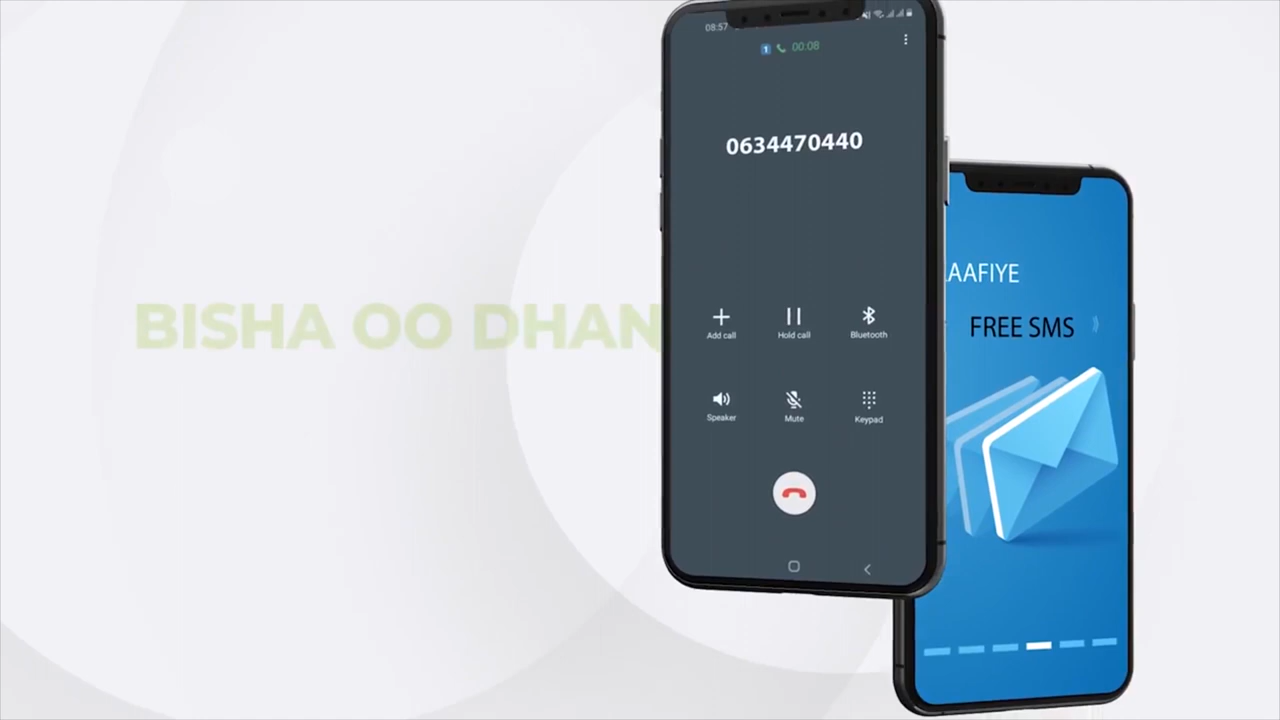 08:57
1 00:08
0634470440
Add call
Hold call
Bluetooth
Speaker
Mute
Keypad
BISHA OO DHAN
AAFIYE
FREE SMS